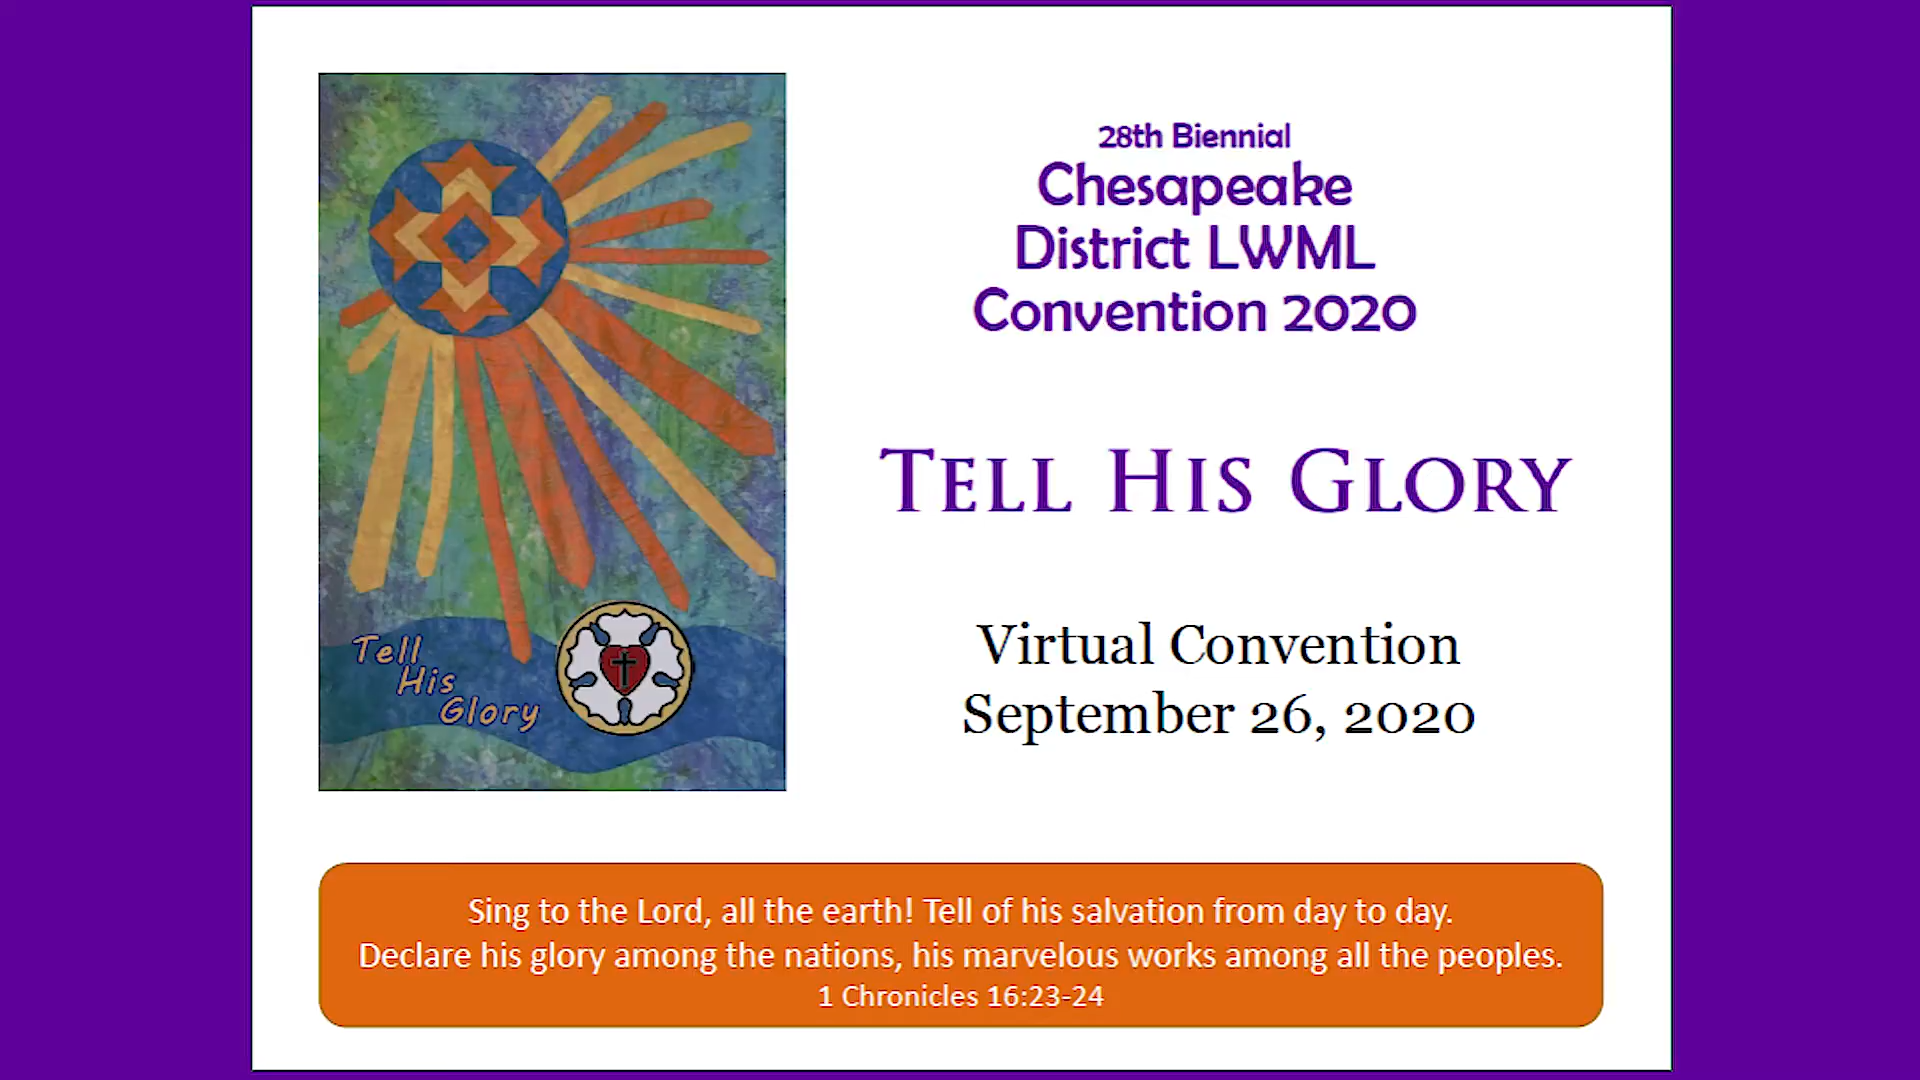 28th Biennial
Chesapeake
District LWML
Convention 2020
TELL HIS GLORY
Virtual Convention
September 26, 2020
Tell
His
Glory
Sing to the Lord, all the earth! Tell of his salvation from day to day.
Declare his glory among the nations, his marvelous works among all the peoples.
1 Chronicles 16:23-24